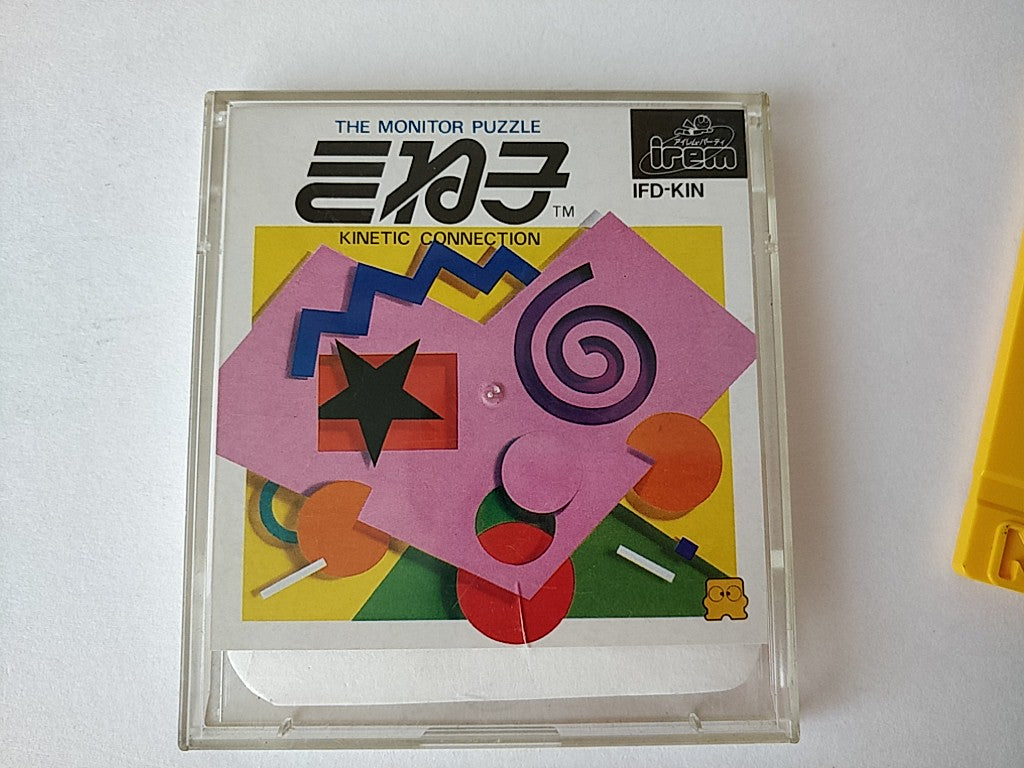 THE MONITOR PUZZLE
きね子 TM
KINETIC CONNECTION
アイレムパーティ
irem
IFD-KIN